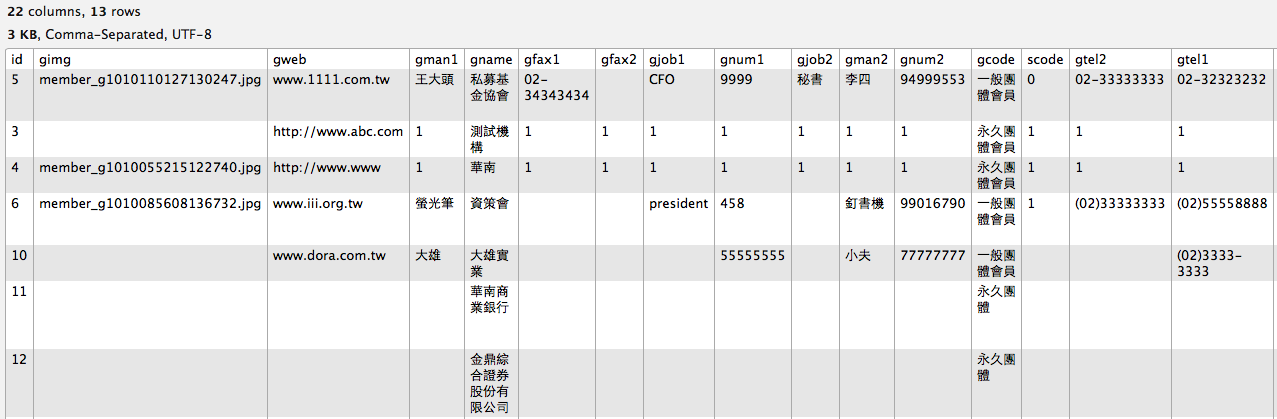 22 columns, 13 rows
3 KB, Comma-Separated, UTF-8
id gimg gweb gman1 gname gfax1 gfax2 gjob1 gnum1 gjob2 gman2 gnum2 gcode scode gtel2 gtel1
5 member_g1010110127130247.jpg www.1111.com.tw 王大頭 私募基 02- CFO 9999 秘書 李四 94999553 一般團 0 02-33333333 02-32323232
金協會 34343434 體會員
3 http://www.abc.com 1 測試機 1 1 1 1 1 1 1 永久團 1 1 1
構 體會員
4 member_g1010055215122740.jpg http://www.www 1 華南 1 1 1 1 1 1 1 永久團 1 1 1
體會員
6 member_g1010085608136732.jpg www.iii.org.tw 螢光筆 資策會 president 458 釘書機 99016790 一般團 1 (02)33333333 (02)55558888
體會員
10 www.dora.com.tw 大雄 大雄實 55555555 小夫 77777777 一般團 (02)3333-
業 體會員 3333
11 華南商 永久團
業銀行 體
12 金鼎綜 永久團
合證券 體
股份有
限公司